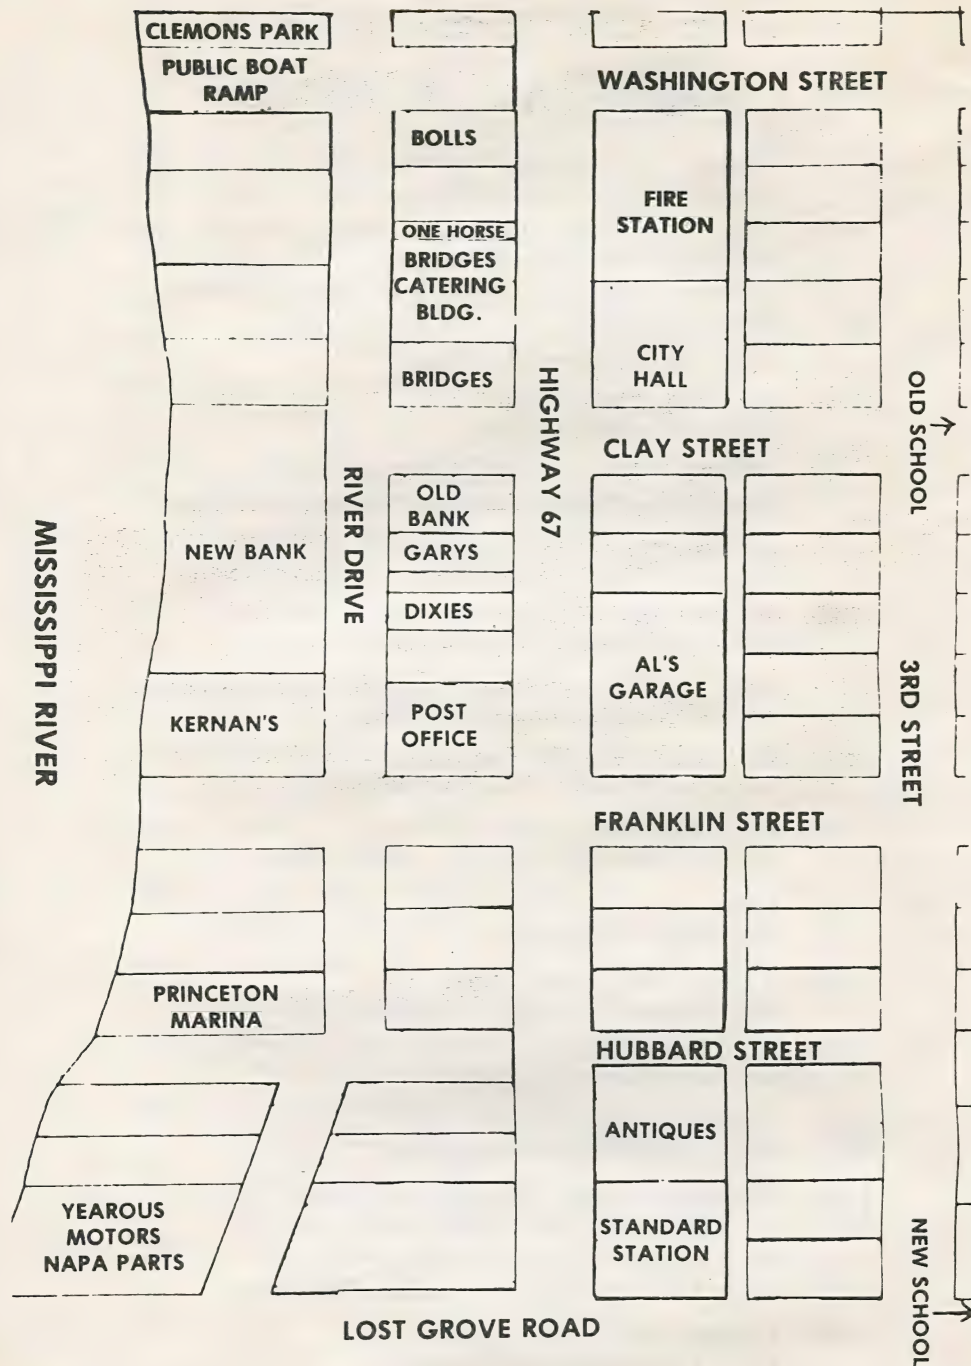 CLEMONS PARK
PUBLIC BOAT
RAMP
WASHINGTON STREET
BOLLS
FIRE
STATION
ONE HORSE
BRIDGES
CATERING
BLDG.
BRIDGES
CITY
HALL
HIGHWAY 67
OLD SCHOOL
CLAY STREET
OLD
BANK
RIVER DRIVE
MISSISSIPPI RIVER
NEW BANK
GARYS
DIXIES
AL'S
GARAGE
3RD STREET
KERNAN'S
POST
OFFICE
FRANKLIN STREET
PRINCETON
MARINA
HUBBARD STREET
ANTIQUES
YEAROUS
MOTORS
NAPA PARTS
STANDARD
STATION
NEW SCHOOL
LOST GROVE ROAD